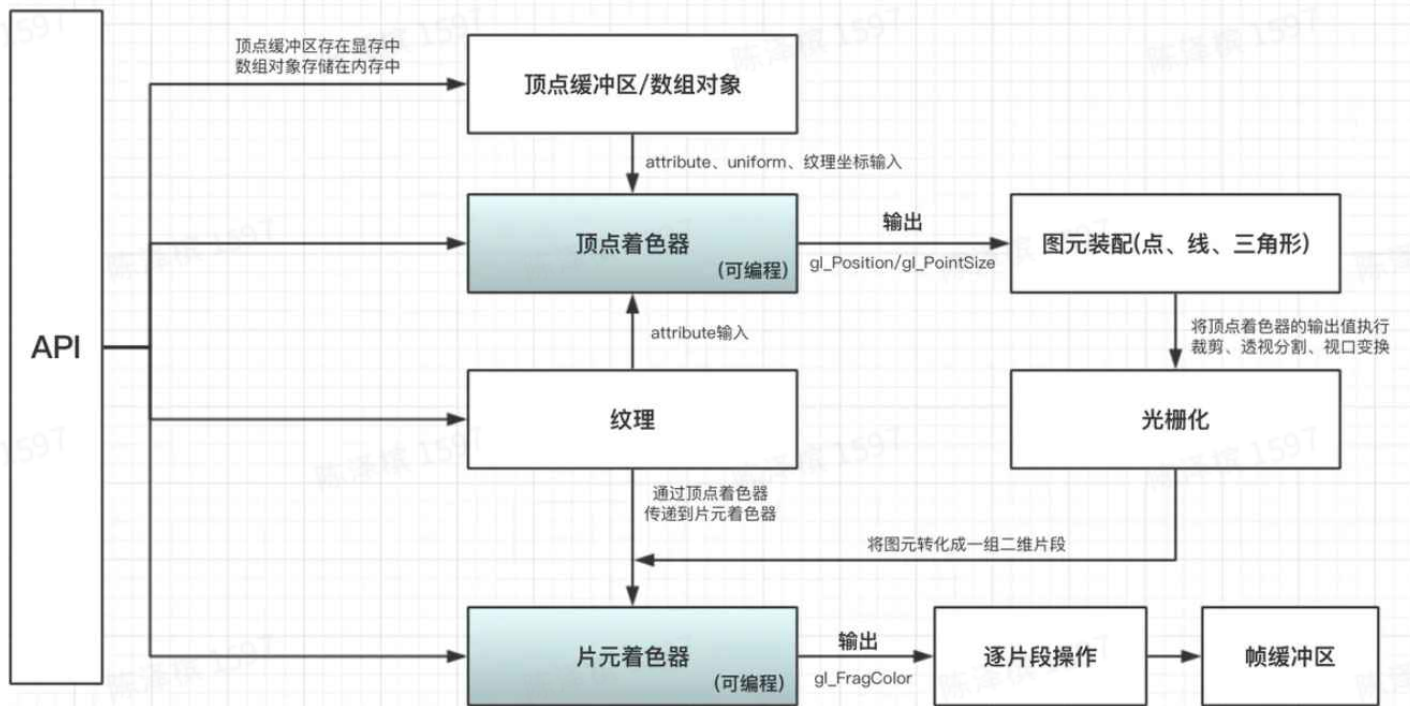 顶点缓冲区存在显存中
数组对象存储在内存中
顶点缓冲区/数组对象
attribute、uniform、纹理坐标输入
顶点着色器
(可编程)
输出
gl_Position/gl_PointSize
图元装配(点、线、三角形)
API
attribute输入
将顶点着色器的输出值执行
裁剪、透视分割、视口变换
纹理
光栅化
通过顶点着色器
传递到片元着色器
将图元转化成一组二维片段
片元着色器
(可编程)
输出
gl_FragColor
逐片段操作
帧缓冲区
陈泽槟 1597